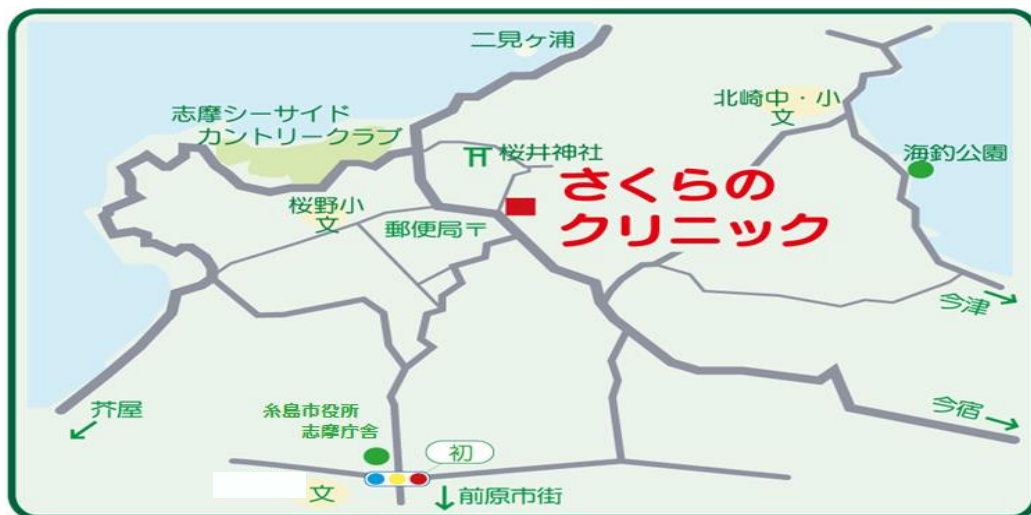 二見ヶ浦
志摩シーサイド
カントリークラブ
北崎中・小
文
桜井神社
海釣公園
さくらの
クリニック
桜野小
文
郵便局〒
今津
芥屋
糸島市役所
志摩庁舎
今宿
初
文
前原市街